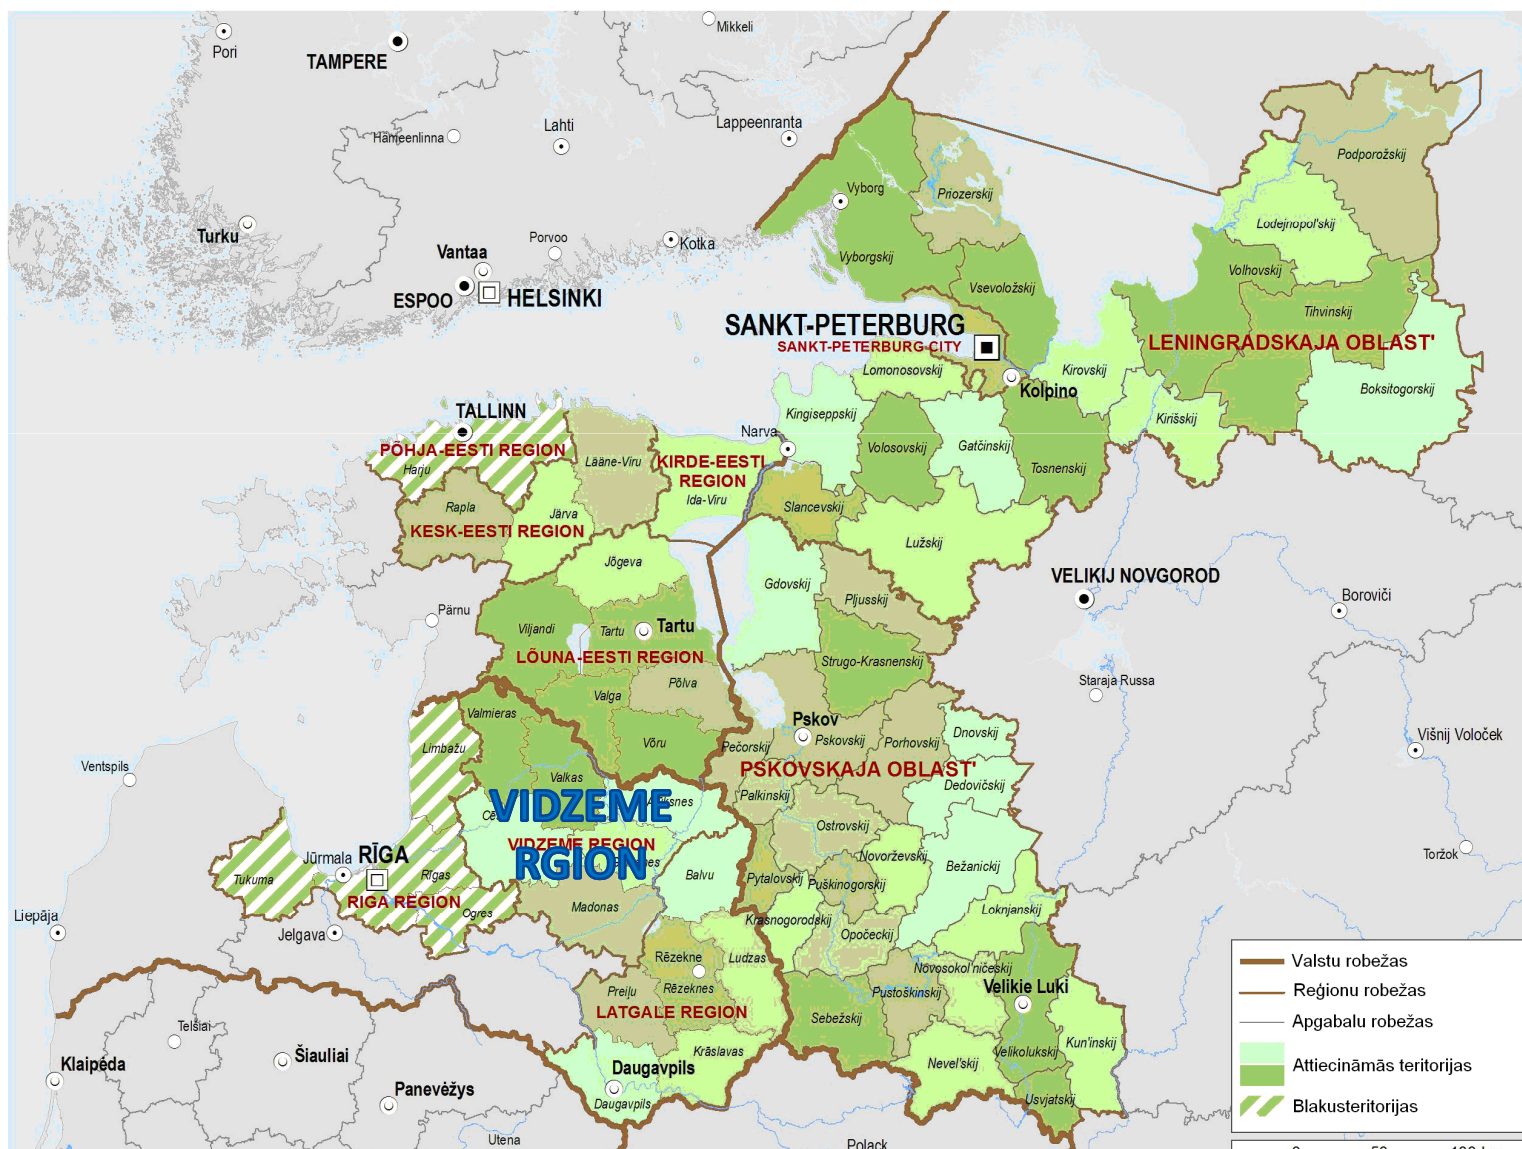 Mikkeli
Pori
TAMPERE
Lahti
Lappeenranta
Hämeenlinna
Podporožskij
Vyborg
Priozerskij
Turku
Lodejnopol'skij
Porvoo
Kotka
Vantaa
Vyborgskij
Volhovskij
Vsevoložskij
ESPOO
HELSINKI
Tihvinskij
SANKT-PETERBURG
SANKT-PETERBURG CITY
LENINGRADSKAJA OBLAST'
Lomonosovskij
Kirovskij
Kolpino
Boksitogorskij
TALLINN
Kingiseppskij
Kirišskij
Narva
Volosovskij
Gatčinskij
PÕHJA-EESTI REGION
Harju
Lääne-Viru
KIRDE-EESTI
REGION
Tosnenskij
Ida-Viru
Rapla
Järva
Slancevskij
KESK-EESTI REGION
Lužskij
Jõgeva
Gdovskij
VELIKIJ NOVGOROD
Pljusskij
Boroviči
Pärnu
Viljandi
Tartu
Tartu
LÕUNA-EESTI REGION
Strugo-Krasnenskij
Põlva
Staraja Russa
Valga
Valmieras
Pskov
Dnovskij
Limbažu
Võru
Pečorskij
Pskovskij
Porhovskij
Višnij Voloček
Ventspils
PSKOVSKAJA OBLAST'
Valkas
Dedovičskij
Palkinskij
VIDZEME
Ostrovskij
VIDZEME REGION
RGION
Toržok
Jūrmala
RĪGA
Novorževskij
Bežanickij
Tukuma
Rīgas
Balvu
Pytalovskij
Puškinogorskij
RIGA REGION
Ogres
Madonas
Krasnogorodskij
Loknjanskij
Liepāja
Jelgava
Opočeckij
Rēzekne
Ludzas
Novosokol'ničeskij
Valstu robežas
Preiļu
Rēzeknes
Pustoškinskij
Velikie Luki
Reģionu robežas
LATGALE REGION
Sebežskij
Apgabalu robežas
Telšiai
Šiauliai
Krāslavas
Velikolukskij
Kun'inskij
Klaipėda
Daugavpils
Nevel'skij
Attiecināmās teritorijas
Panevėžys
Daugavpils
Usvjatskij
Blakusteritorijas
Utena
Polack